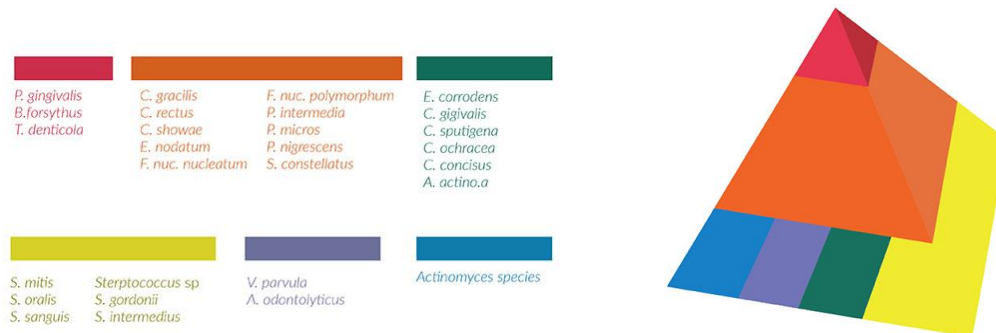 P. gingivalis
B.forsythus
T. denticola
C. gracilis
C. rectus
C. showae
E. nodatum
F. nuc. nucleatum
F. nuc. polymorphum
P. intermedia
P. micros
P. nigrescens
S. constellatus
E. corrodens
C. gigivalis
C. sputigena
C. ochracea
C. concisus
A. actino.a
S. mitis
S. oralis
S. sanguis
Sterptococcus sp
S. gordonii
S. intermedius
V. parvula
A. odontolyticus
Actinomyces species